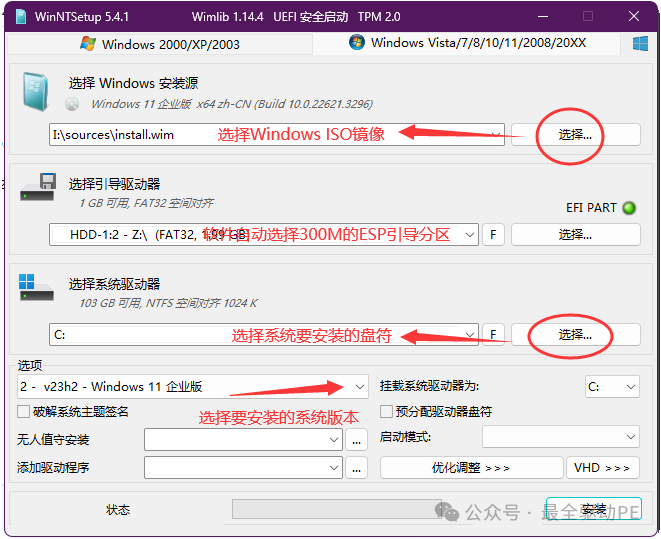 WinNTSetup 5.4.1 Wimlib 1.14.4 UEFI 安全启动 TPM 2.0
Windows 2000/XP/2003
Windows Vista/7/8/10/11/2008/20XX
选择 Windows 安装源
Windows 11 企业版 x64 zh-CN (Build 10.0.22621.3296)
I:\sources\install.wim
选择Windows ISO镜像
选择...
选择引导驱动器
1 GB 可用, FAT32 空间对齐
EFI PART
HDD-1:2 - Z:\ (FAT32, 1.99 GB)
软件自动选择300M的ESP引导分区
F
选择...
选择系统驱动器
103 GB 可用, NTFS 空间对齐 1024 K
C:
选择系统要安装的盘符
F
选择...
选项
2 - v23h2 - Windows 11 企业版
挂载系统驱动器为:
C:
破解系统主题签名
选择要安装的系统版本
预分配驱动器盘符
无人值守安装
...
启动模式:
添加驱动程序
...
优化调整 >>>
VHD >>>
状态
安装
公众号 · 最全驱动PE